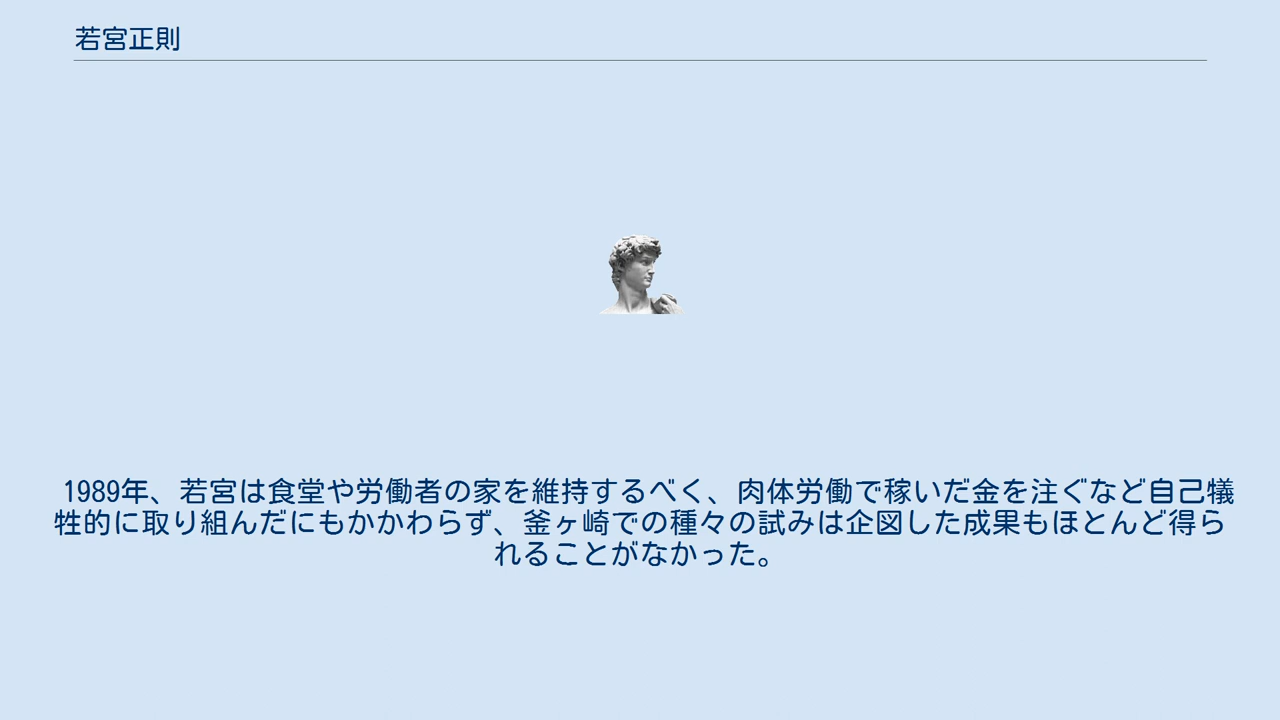 若宮正則
1989年、若宮は食堂や労働者の家を維持するべく、肉体労働で稼いだ金を注ぐなど自己犠
牲的に取り組んだにもかかわらず、釜ヶ崎での種々の試みは企図した成果もほとんど得ら
れることがなかった。